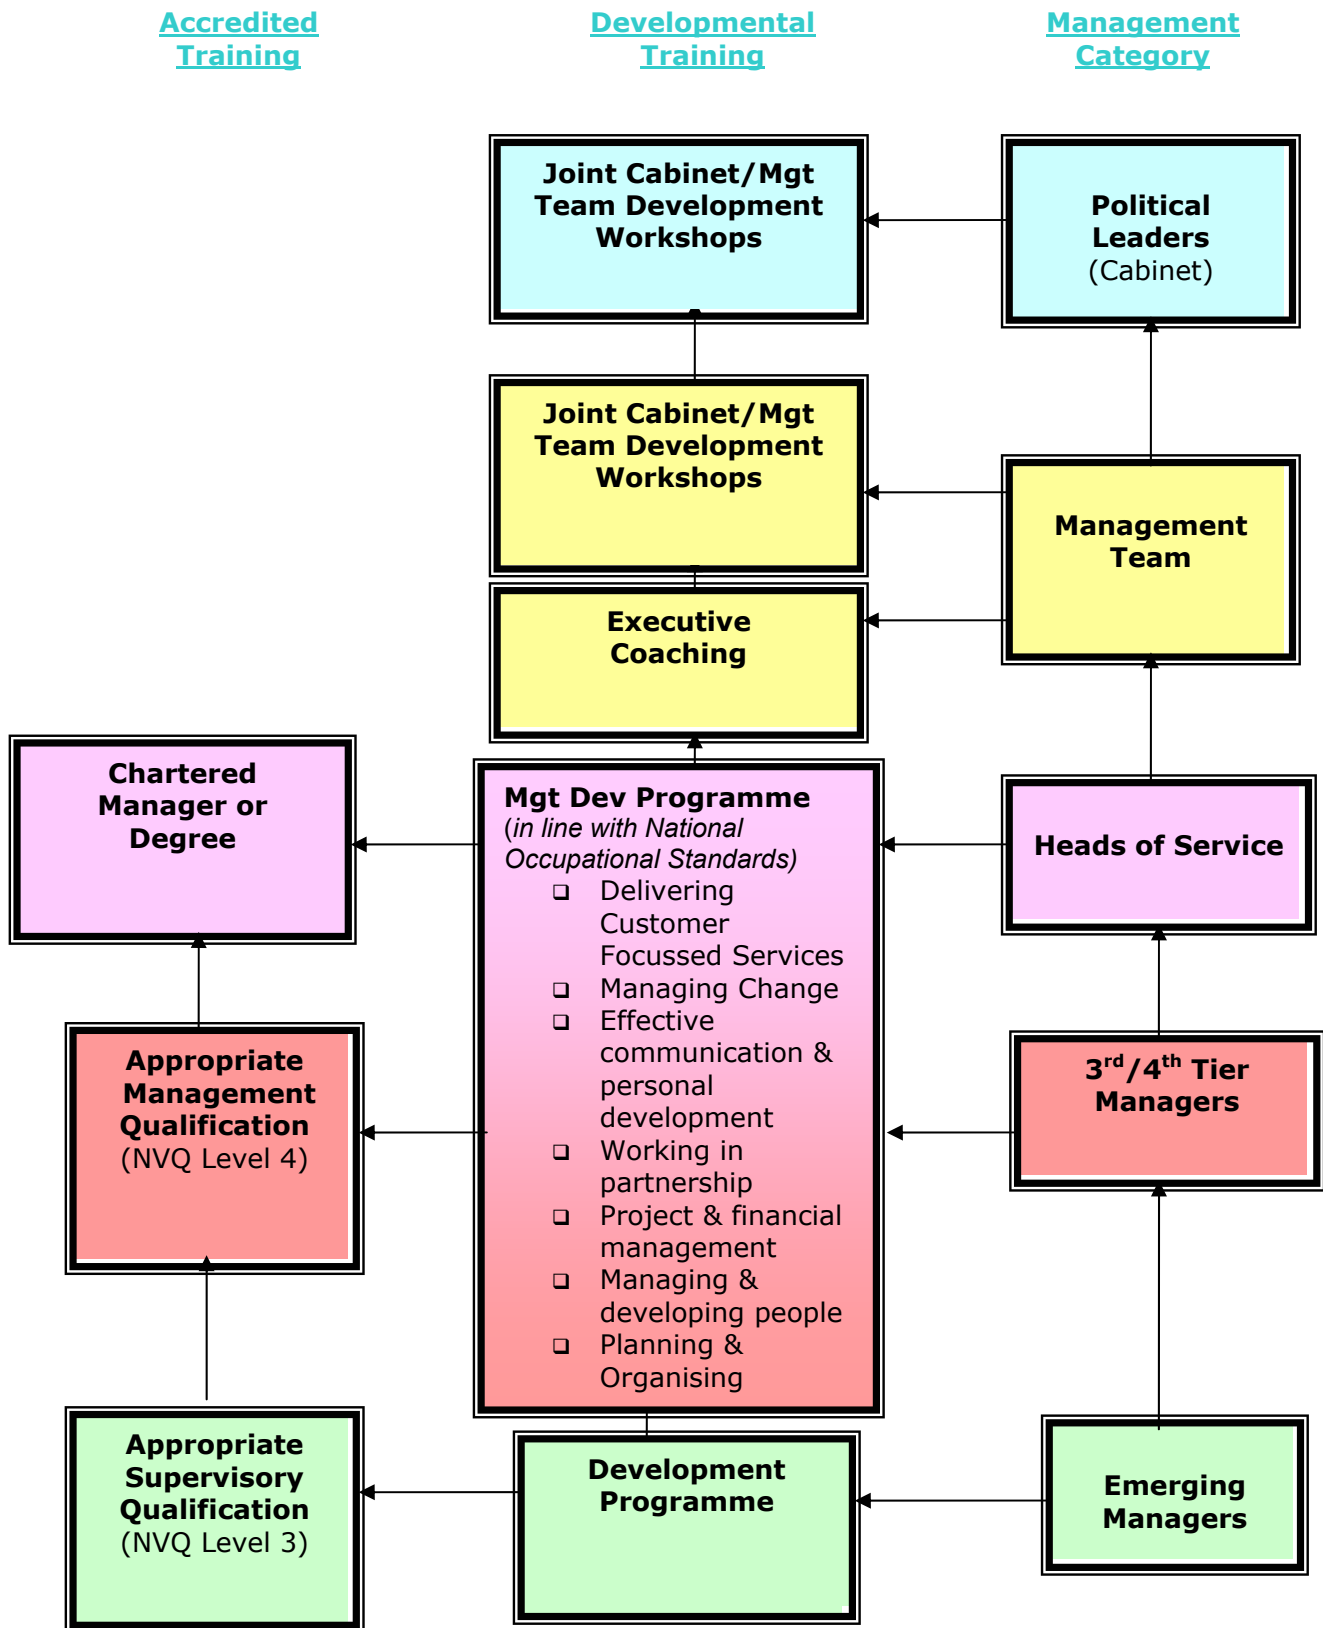 Accredited
Training
Developmental
Training
Management
Category
Joint Cabinet/Mgt
Team Development
Workshops
Political
Leaders
(Cabinet)
Joint Cabinet/Mgt
Team Development
Workshops
Management
Team
Executive
Coaching
Chartered
Manager or
Degree
Mgt Dev Programme
(in line with National
Occupational Standards)
❑ Delivering
Customer
Focussed Services
❑ Managing Change
❑ Effective
communication &
personal
development
❑ Working in
partnership
❑ Project & financial
management
❑ Managing &
developing people
❑ Planning &
Organising
Heads of Service
Appropriate
Management
Qualification
(NVQ Level 4)
3rd/4th Tier
Managers
Appropriate
Supervisory
Qualification
(NVQ Level 3)
Development
Programme
Emerging
Managers